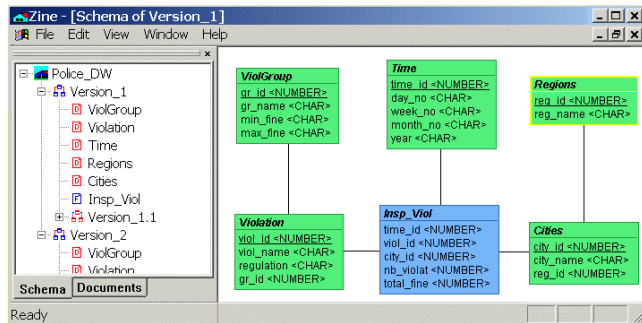 Zine - [Schema of Version_1]
File Edit View Window Help
Police_DW
Version_1
D ViolGroup
D Violation
D Time
D Regions
D Cities
F Insp_Viol
Version_1.1
Version_2
D ViolGroup
D Violation
Schema Documents
Ready
ViolGroup
gr_id <NUMBER>
gr_name <CHAR>
min_fine <CHAR>
max_fine <CHAR>
Time
time_id <NUMBER>
day_no <CHAR>
week_no <CHAR>
month_no <CHAR>
year <CHAR>
Regions
reg_id <NUMBER>
reg_name <CHAR>
Violation
viol_id <NUMBER>
viol_name <CHAR>
regulation <CHAR>
gr_id <NUMBER>
Insp_Viol
time_id <NUMBER>
viol_id <NUMBER>
city_id <NUMBER>
nb_violat <NUMBER>
total_fine <NUMBER>
Cities
city_id <NUMBER>
city_name <CHAR>
reg_id <NUMBER>